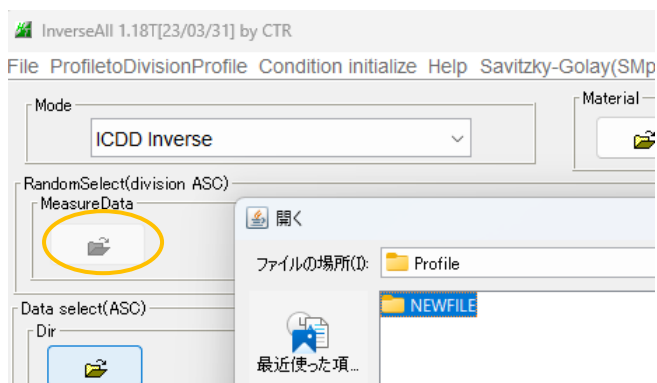 InverseAll 1.18T[23/03/31] by CTR
File ProfiletoDivisionProfile Condition initialize Help Savitzky-Golay(SMp
Mode
Material
ICDD Inverse
RandomSelect(division ASC)
MeasureData
開く
ファイルの場所(I):
Profile
NEWFILE
Data select(ASC)
Dir
最近使った項...